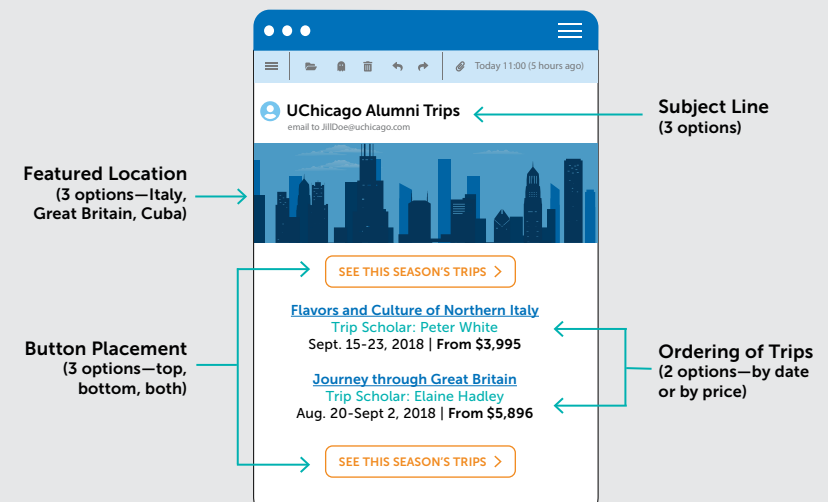 Today 11:00 (5 hours ago)
UChicago Alumni Trips
email to JillDoe@uchicago.com
Subject Line
(3 options)
Featured Location
(3 options—Italy,
Great Britain, Cuba)
SEE THIS SEASON'S TRIPS
Flavors and Culture of Northern Italy
Trip Scholar: Peter White
Sept. 15-23, 2018 | From $3,995
Button Placement
(3 options—top,
bottom, both)
Ordering of Trips
(2 options—by date
or by price)
Journey through Great Britain
Trip Scholar: Elaine Hadley
Aug. 20-Sept 2, 2018 | From $5,896
SEE THIS SEASON'S TRIPS